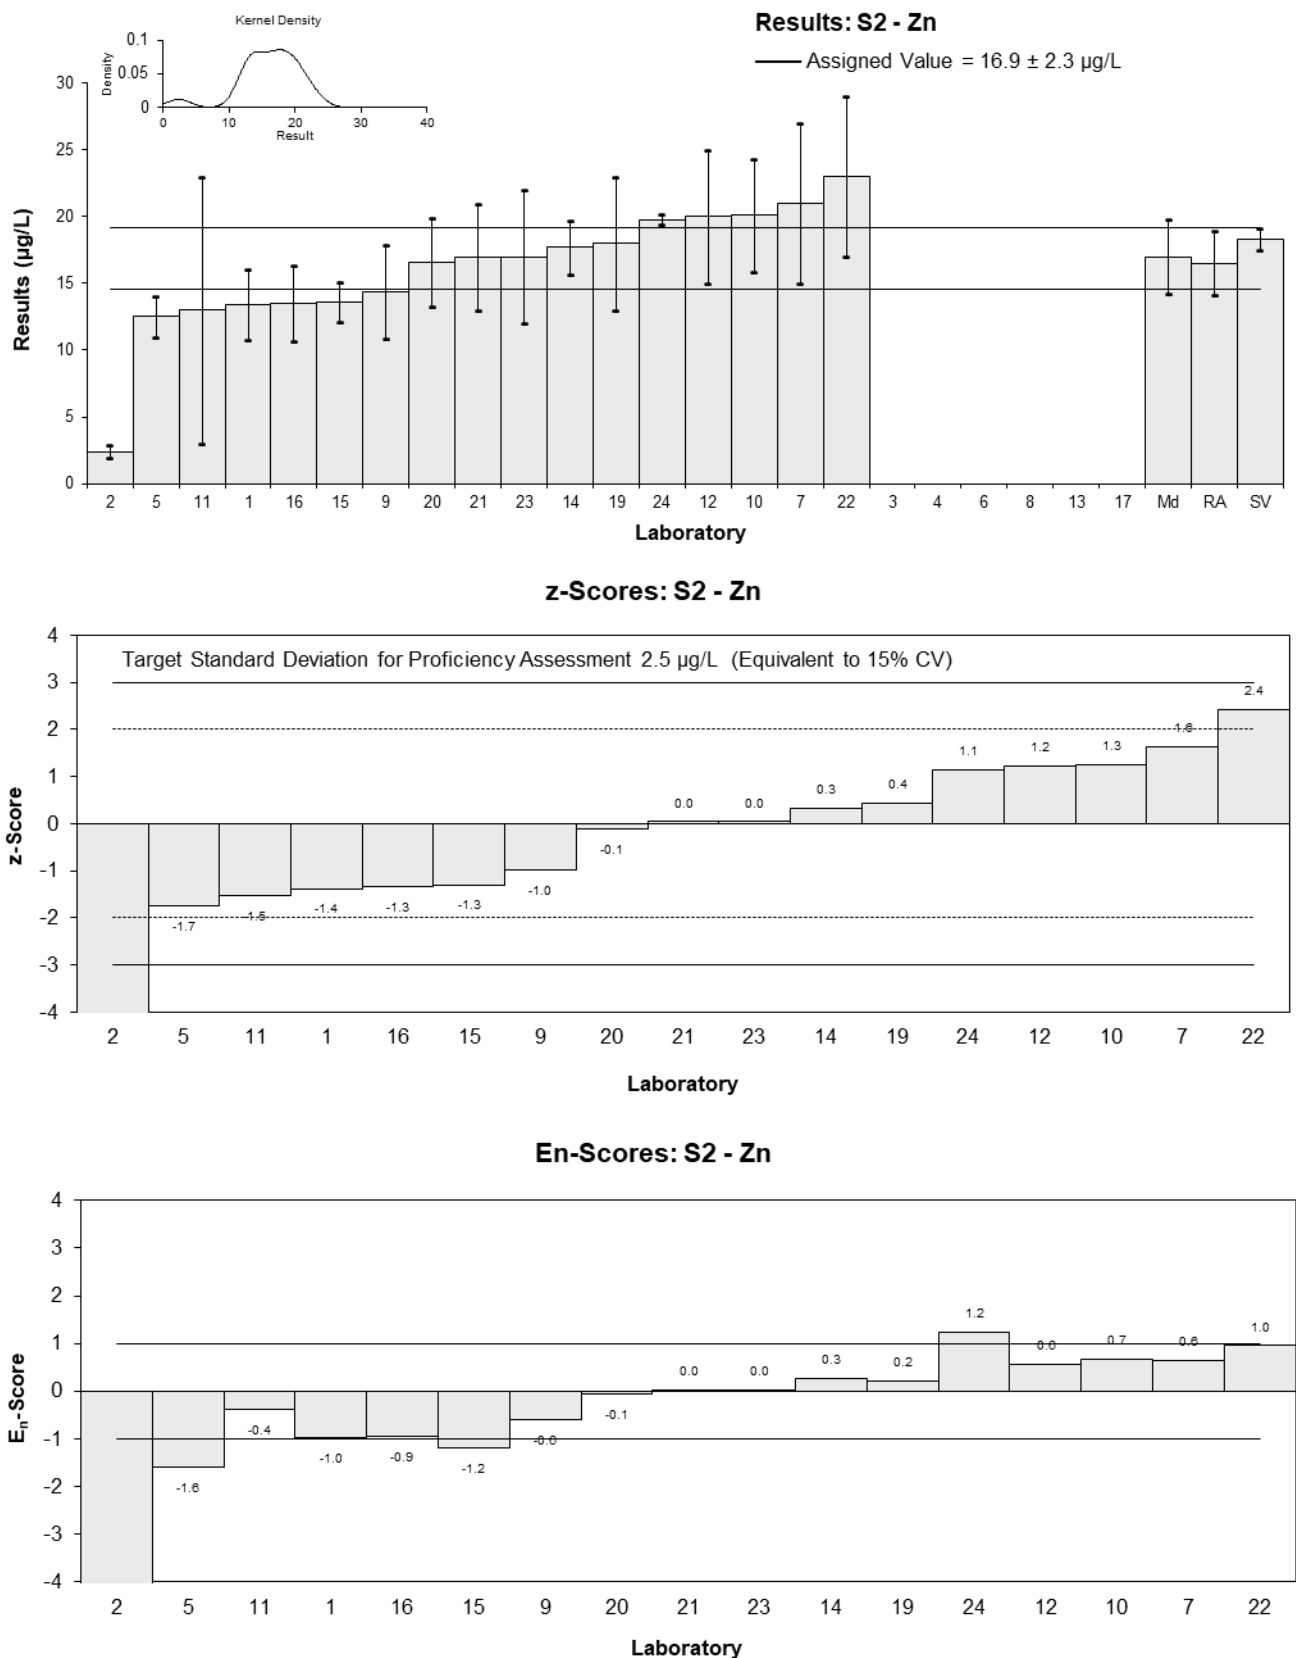 Kernel Density
Results: S2 - Zn
Assigned Value = 16.9 ± 2.3 µg/L
Density
0.1
0.05
0
0 10 20 30 40
Result
Results (µg/L)
30
25
20
15
10
5
0
2 5 11 1 16 15 9 20 21 23 14 19 24 12 10 7 22 3 4 6 8 13 17 Md RA SV
Laboratory
z-Scores: S2 - Zn
Target Standard Deviation for Proficiency Assessment 2.5 µg/L (Equivalent to 15% CV)
z-Score
4
3
2
1
0
-1
-2
-3
-4
-1.7 -1.5 -1.4 -1.3 -1.3 -1.0 -0.1 0.0 0.0 0.3 0.4 1.1 1.2 1.3 1.6 2.4
2 5 11 1 16 15 9 20 21 23 14 19 24 12 10 7 22
Laboratory
En-Scores: S2 - Zn
Eₙ-Score
4
3
2
1
0
-1
-2
-3
-4
-1.6 -0.4 -1.0 -0.9 -1.2 -0.6 -0.1 0.0 0.0 0.3 0.2 1.2 0.6 0.7 0.6 1.0
2 5 11 1 16 15 9 20 21 23 14 19 24 12 10 7 22
Laboratory